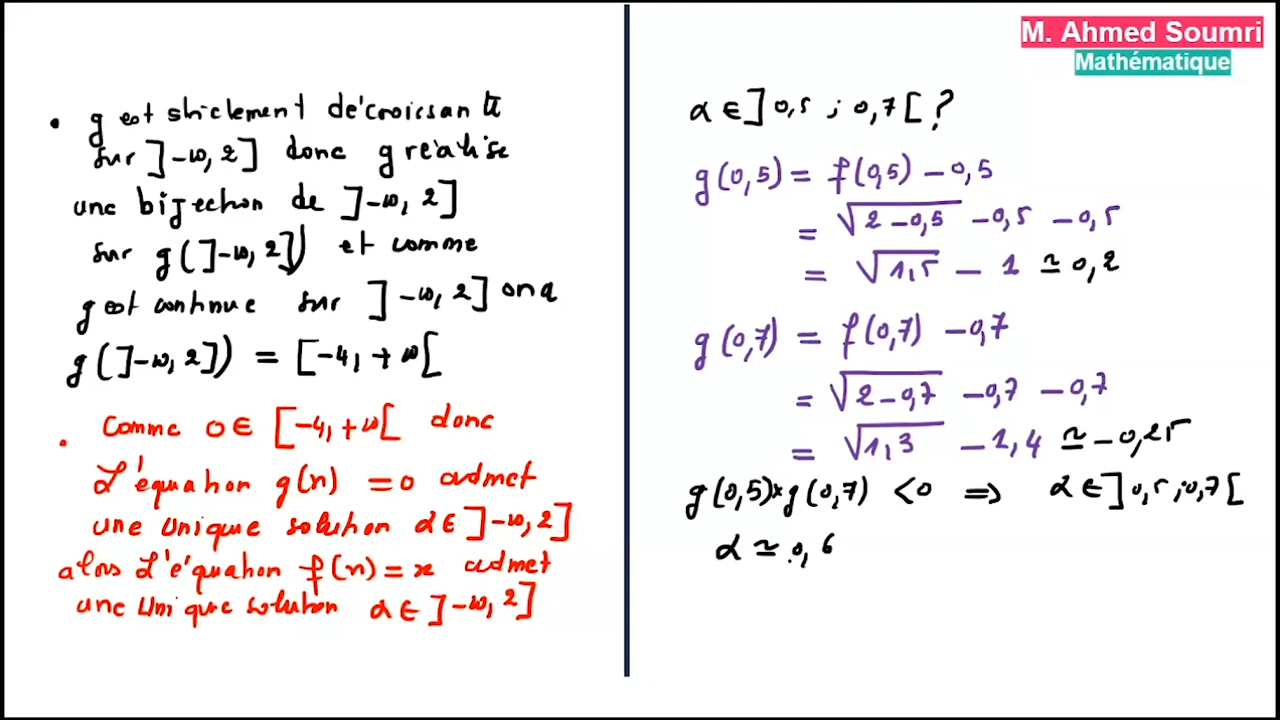 M. Ahmed Soumri
Mathématique
• g est strictement décroissante
sur ]-∞, 2] donc g réalise
une bijection de ]-∞, 2]
sur g(]-∞, 2]) et comme
g est continue sur ]-∞, 2] on a
g(]-∞, 2]) = [-4, +∞[
• Comme 0 ∈ [-4, +∞[ donc
L'équation g(x) = 0 admet
une unique solution α ∈ ]-∞, 2]
alors L'équation f(x) = x admet
une unique solution α ∈ ]-∞, 2]
α ∈ ]0,5 ; 0,7[ ?
g(0,5) = f(0,5) - 0,5
= √(2 - 0,5) - 0,5 - 0,5
= √1,5 - 1 ≃ 0,2
g(0,7) = f(0,7) - 0,7
= √(2 - 0,7) - 0,7 - 0,7
= √1,3 - 1,4 ≃ -0,25
g(0,5) × g(0,7) < 0 ⇒ α ∈ ]0,5 ; 0,7[
α ≃ 0,6